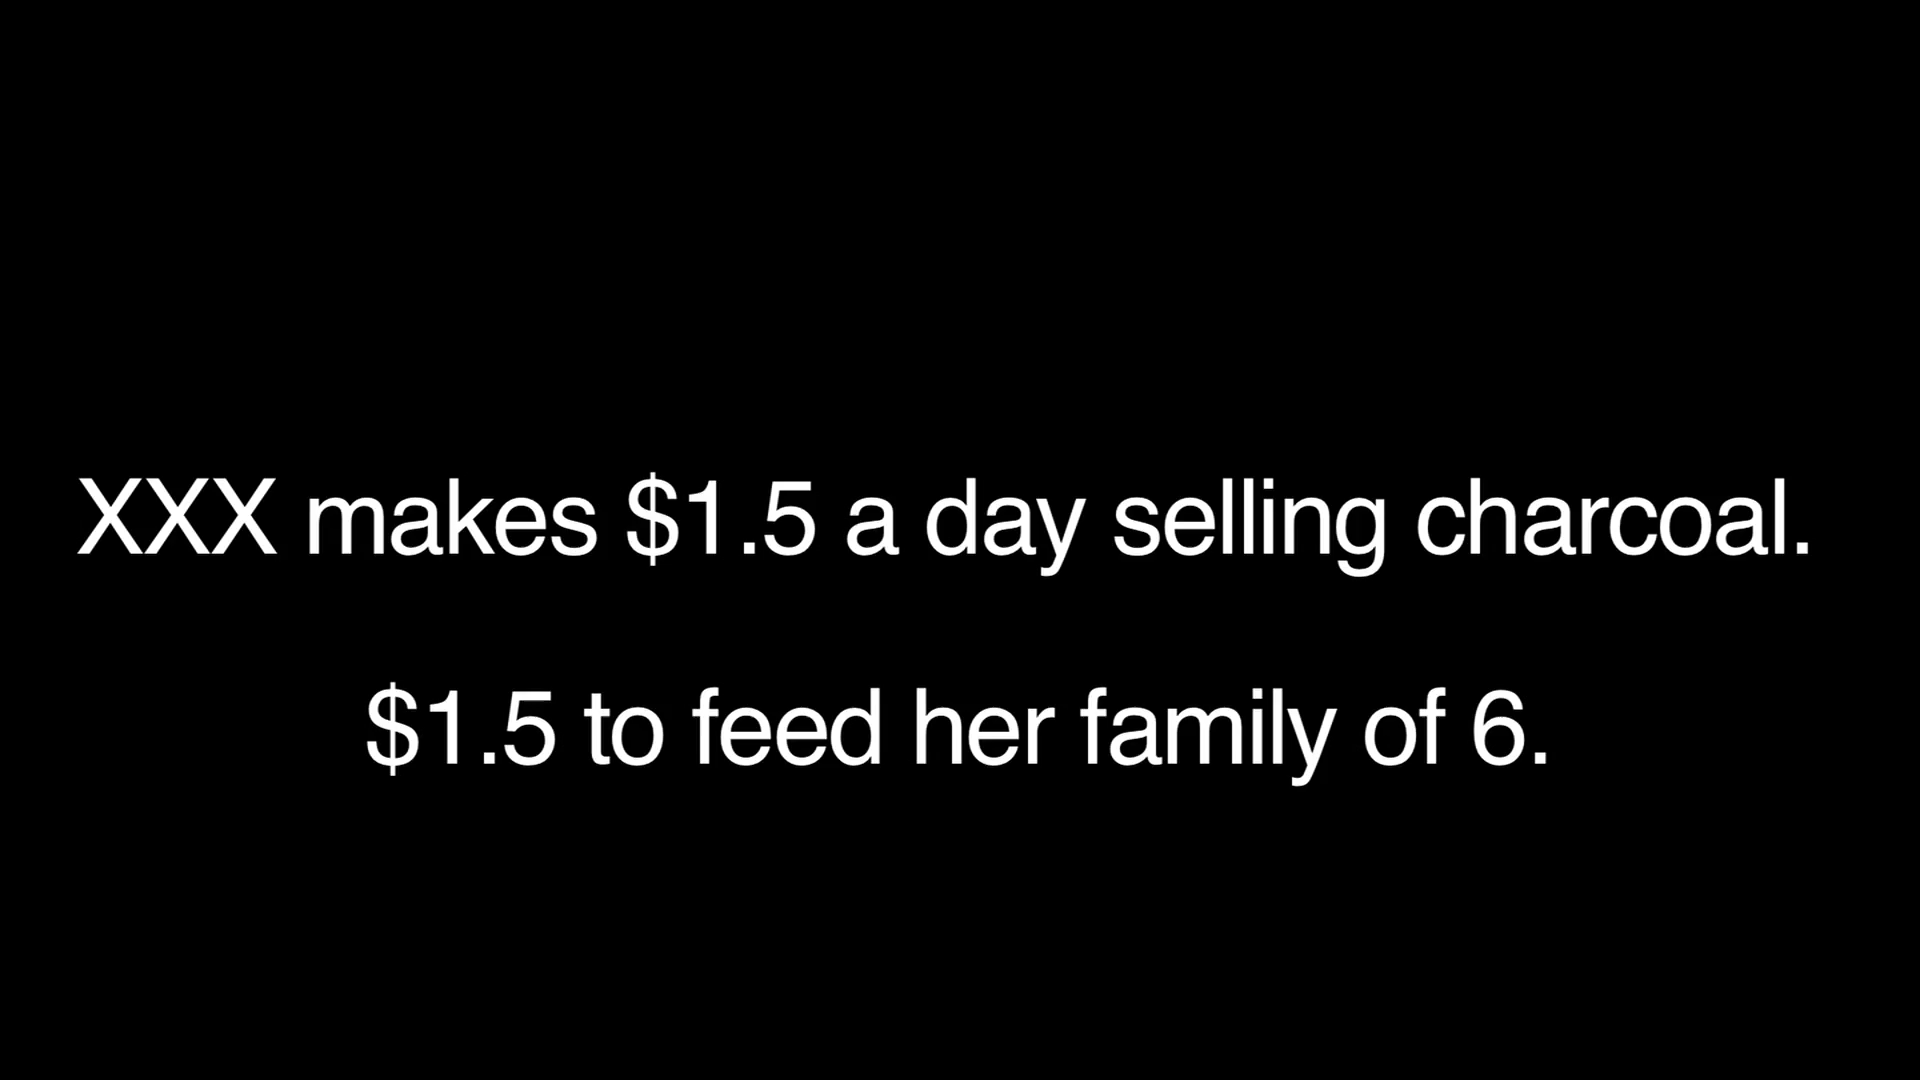 XXX makes $1.5 a day selling charcoal.
$1.5 to feed her family of 6.